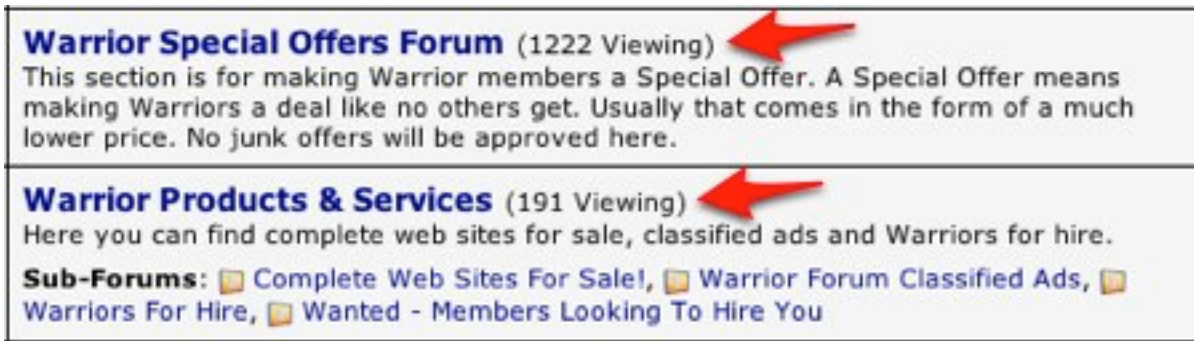 Warrior Special Offers Forum (1222 Viewing)
This section is for making Warrior members a Special Offer. A Special Offer means
making Warriors a deal like no others get. Usually that comes in the form of a much
lower price. No junk offers will be approved here.
Warrior Products & Services (191 Viewing)
Here you can find complete web sites for sale, classified ads and Warriors for hire.
Sub-Forums: Complete Web Sites For Sale!, Warrior Forum Classified Ads,
Warriors For Hire, Wanted - Members Looking To Hire You